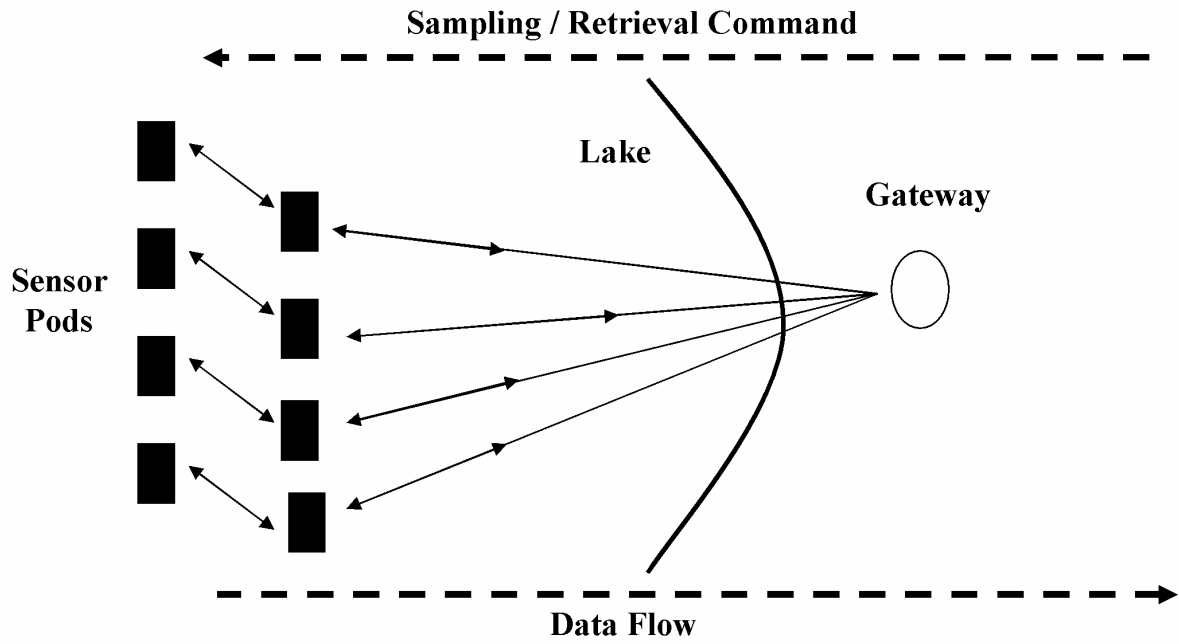 Sampling / Retrieval Command
Lake
Gateway
Sensor
Pods
Data Flow